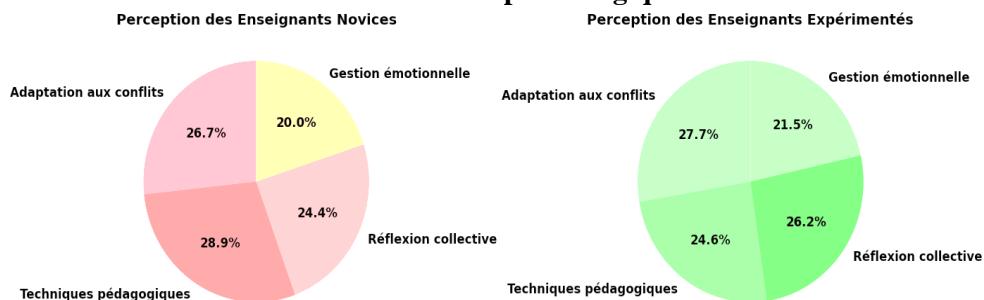 Perception des Enseignants Novices
Gestion émotionnelle
20.0%
Adaptation aux conflits
26.7%
24.4%
Réflexion collective
28.9%
Techniques pédagogiques
Perception des Enseignants Expérimentés
Gestion émotionnelle
21.5%
Adaptation aux conflits
27.7%
26.2%
Réflexion collective
24.6%
Techniques pédagogiques